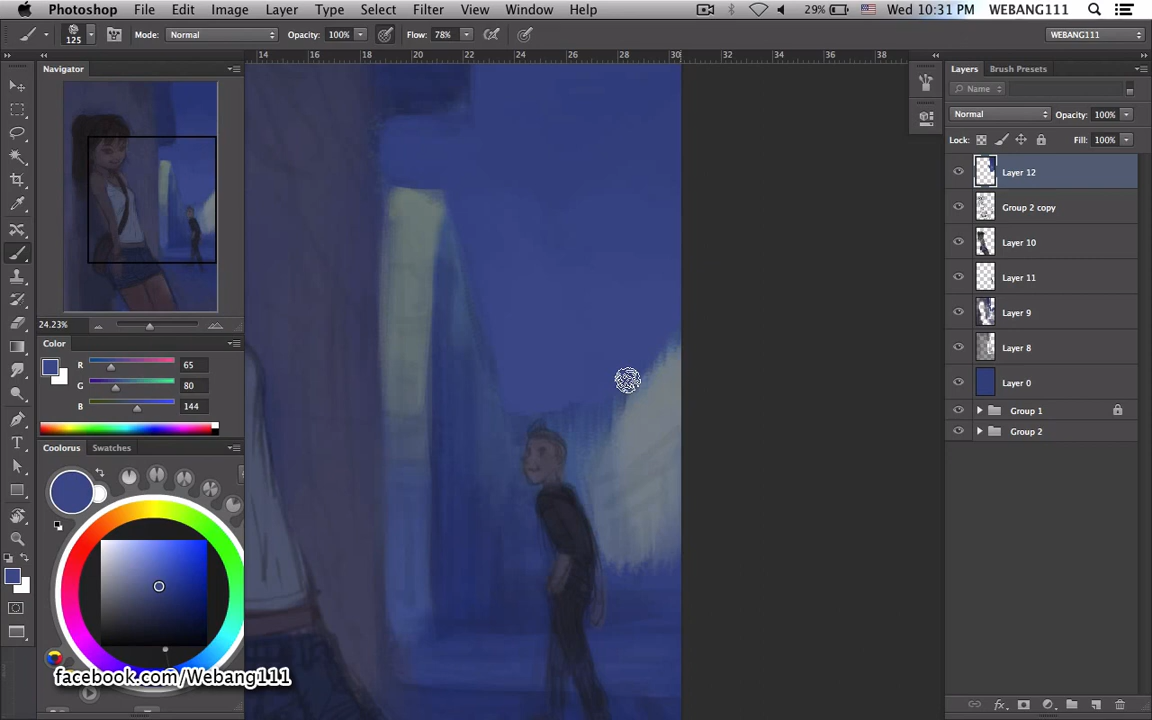 Photoshop File Edit Image Layer Type Select Filter View Window Help 29% Wed 10:31 PM WEBANG111
125 Mode: Normal Opacity: 100% Flow: 78% WEBANG111
14 16 18 20 22 24 26 28 30 32 34 36 38
Navigator
24.23%
Color
R 65
G 80
B 144
Coolorus Swatches
facebook.com/Webang111
Layers Brush Presets
Name
Normal Opacity: 100%
Lock: Fill: 100%
Layer 12
Group 2 copy
Layer 10
Layer 11
Layer 9
Layer 8
Layer 0
Group 1
Group 2